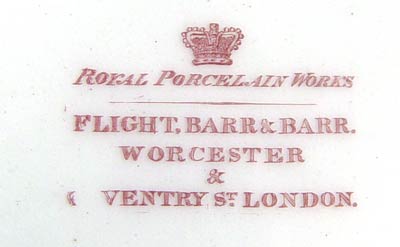 ROYAL PORCELAIN WORKS
FLIGHT, BARR & BARR.
WORCESTER
&
VENTRY ST. LONDON.